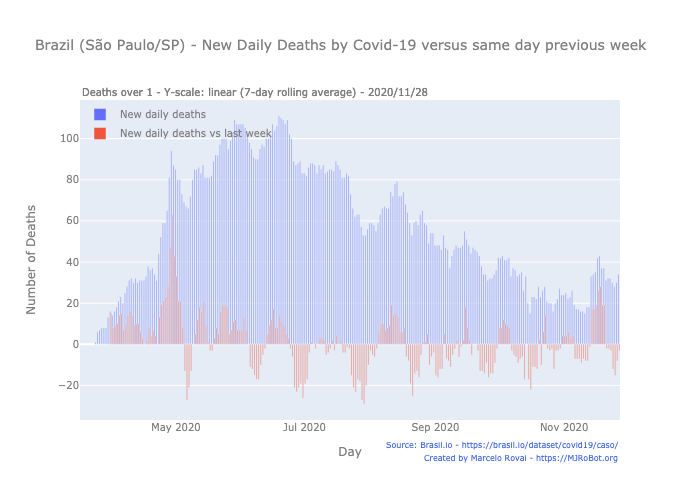 Brazil (São Paulo/SP) - New Daily Deaths by Covid-19 versus same day previous week
Deaths over 1 - Y-scale: linear (7-day rolling average) - 2020/11/28
New daily deaths
New daily deaths vs last week
100
80
60
40
20
0
−20
Number of Deaths
May 2020
Jul 2020
Sep 2020
Nov 2020
Day
Source: Brasil.io - https://brasil.io/dataset/covid19/caso/
Created by Marcelo Rovai - https://MJRoBot.org